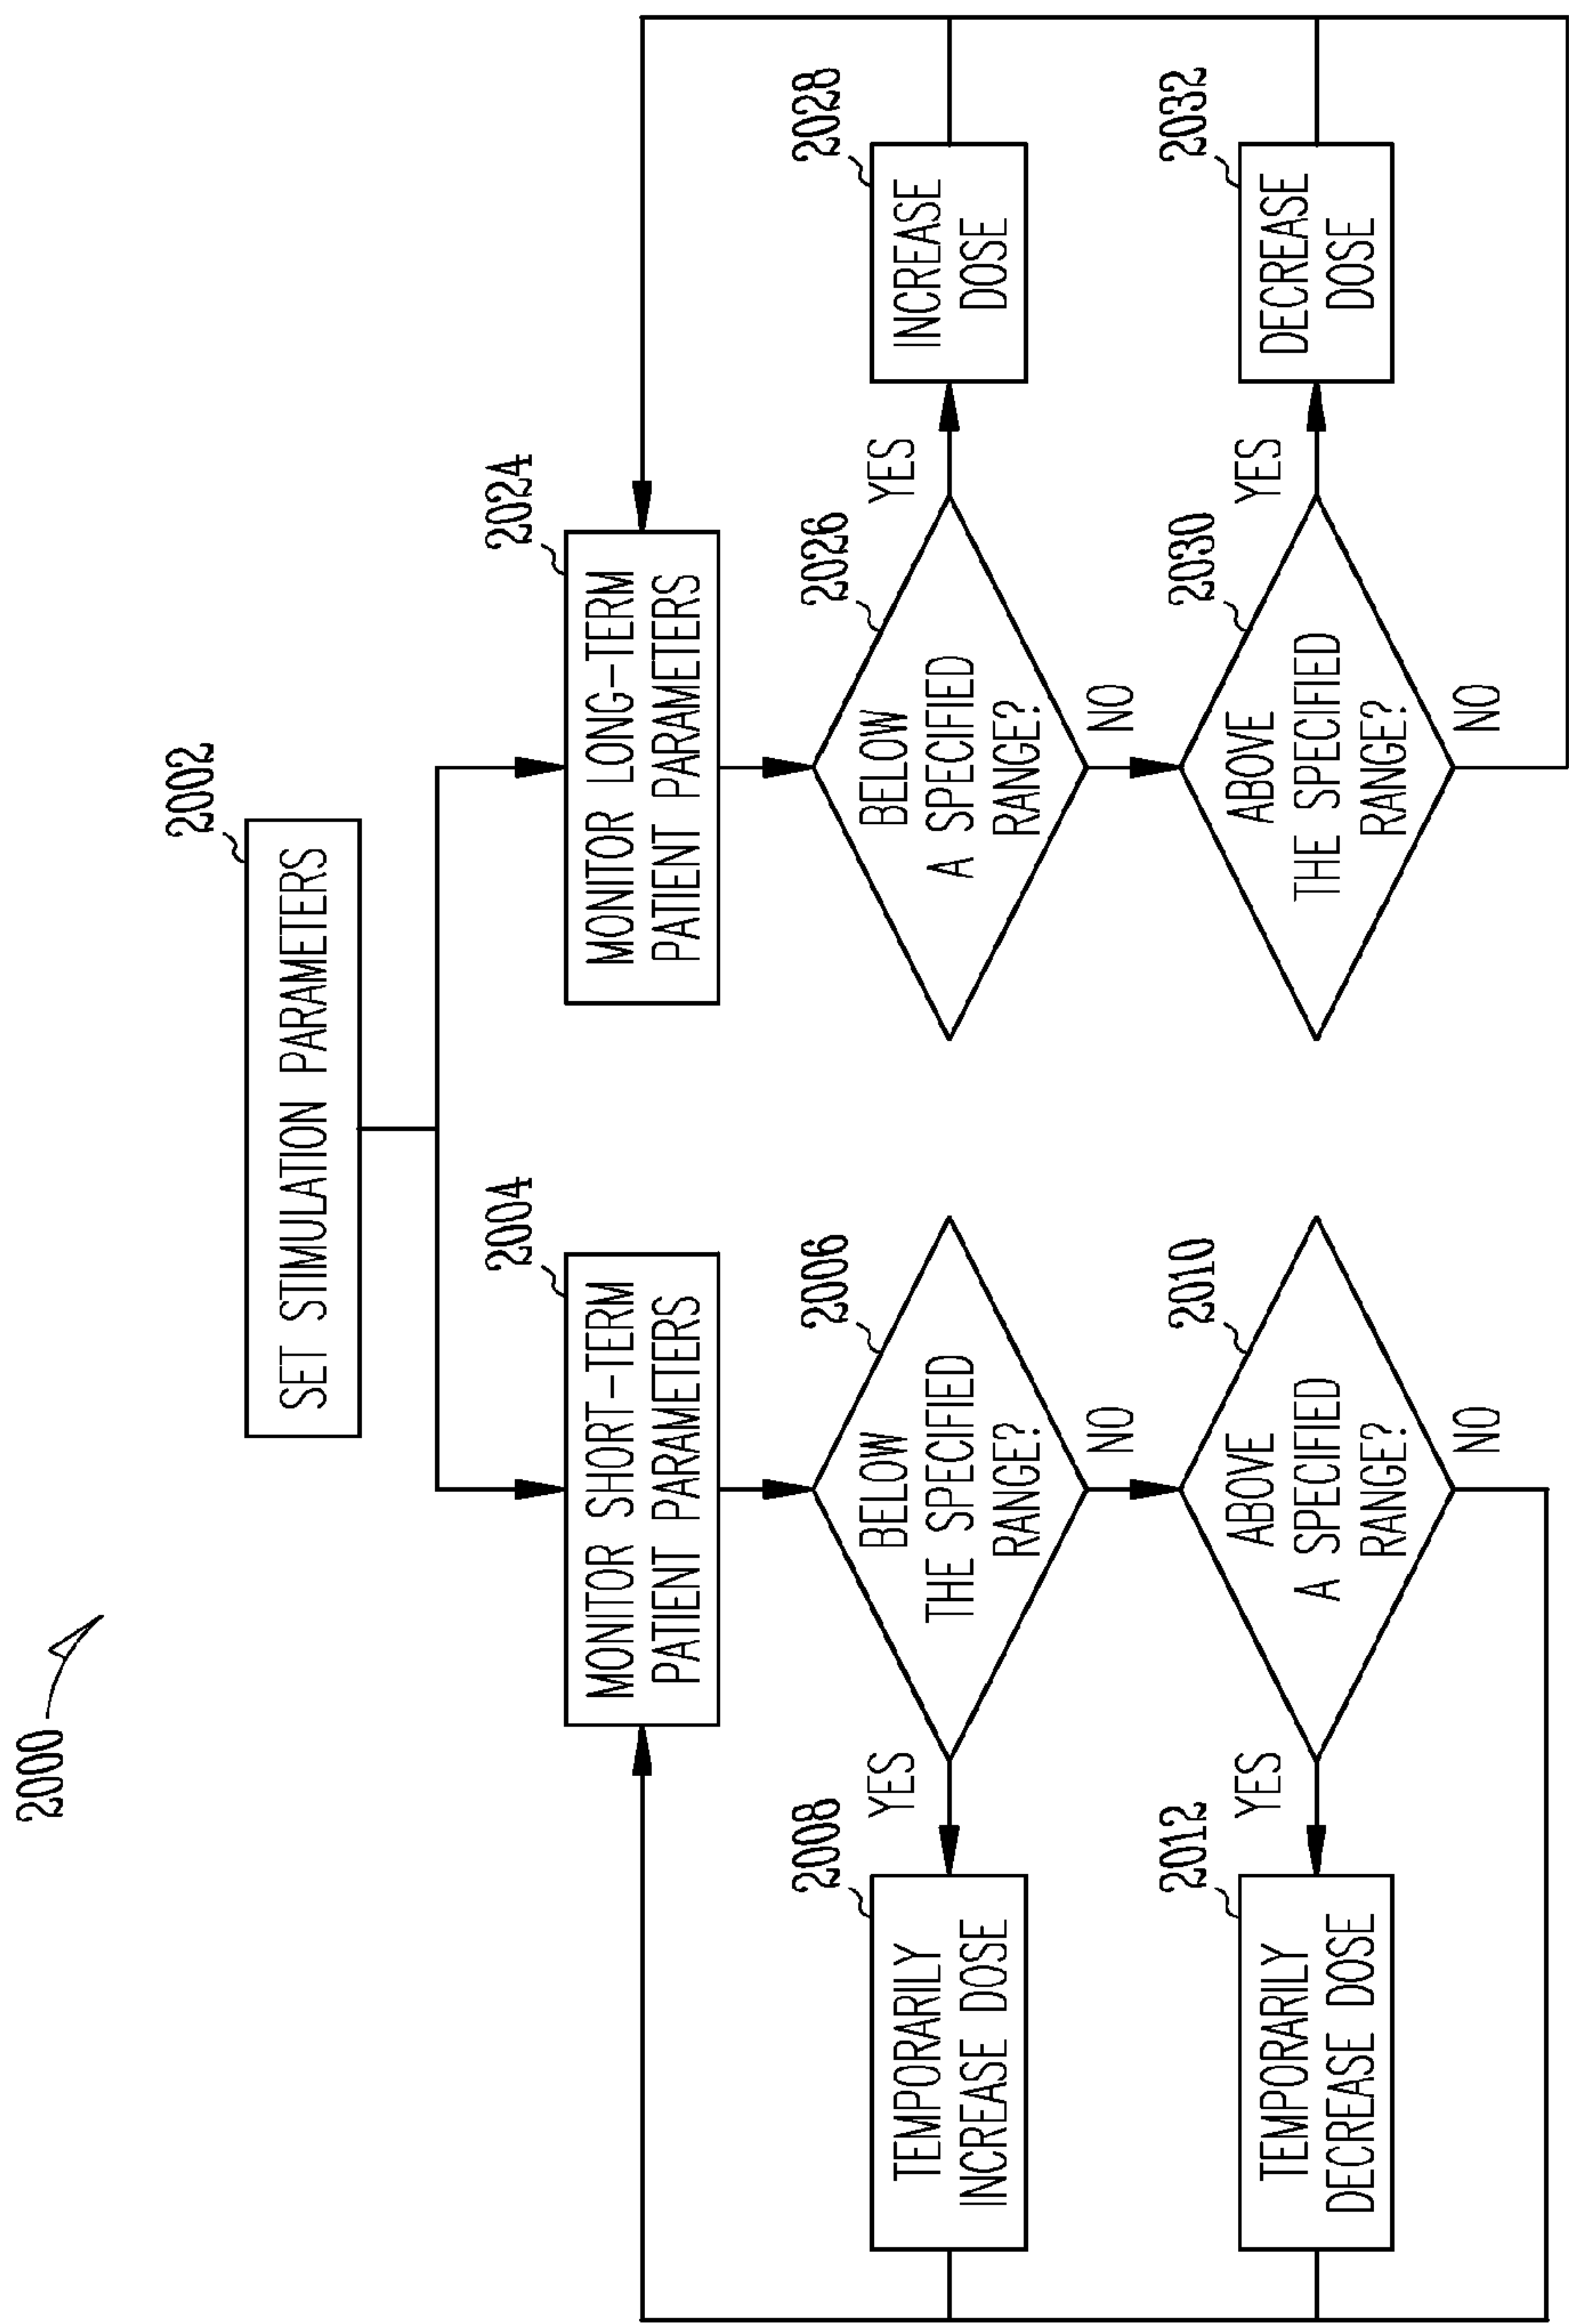 2000
2002
SET STIMULATION PARAMETERS
2004
MONITOR SHORT-TERM
PATIENT PARAMETERS
2024
MONITOR LONG-TERM
PATIENT PARAMETERS
2008
TEMPORARILY
INCREASE DOSE
YES
2006
BELOW
THE SPECIFIED
RANGE?
NO
2026
BELOW
A SPECIFIED
RANGE?
NO
YES
2028
INCREASE
DOSE
2012
TEMPORARILY
DECREASE DOSE
YES
2010
ABOVE
A SPECIFIED
RANGE?
NO
2030
ABOVE
THE SPECIFIED
RANGE?
NO
YES
2032
DECREASE
DOSE